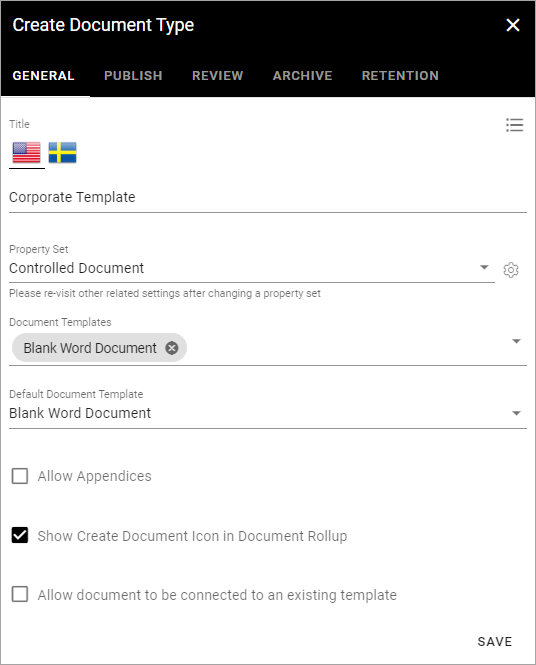 Create Document Type
GENERAL PUBLISH REVIEW ARCHIVE RETENTION
Title
Corporate Template
Property Set
Controlled Document
Please re-visit other related settings after changing a property set
Document Templates
Blank Word Document
Default Document Template
Blank Word Document
Allow Appendices
Show Create Document Icon in Document Rollup
Allow document to be connected to an existing template
SAVE